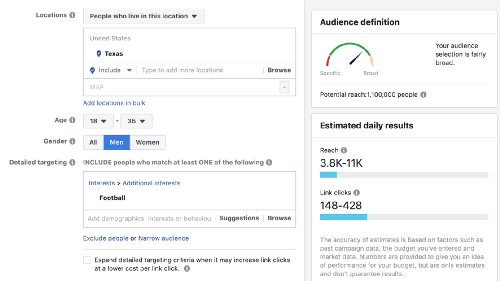 Locations
People who live in this location
United States
Texas
Include
Type to add more locations
Browse
MAP
Add locations in bulk
Age
18 - 35
Gender
All Men Women
Detailed targeting
INCLUDE people who match at least ONE of the following
Interests > Additional interests
Football
Add demographics, interests or behaviou
Suggestions
Browse
Exclude people or Narrow audience
Expand detailed targeting criteria when it may increase link clicks
at a lower cost per link click.
Audience definition
Specific
Broad
Your audience
selection is fairly
broad.
Potential reach:1,100,000 people
Estimated daily results
Reach
3.8K-11K
Link clicks
148-428
The accuracy of estimates is based on factors such as
past campaign data, the budget you've entered and
market data. Numbers are provided to give you an idea
of performance for your budget, but are only estimates
and don't guarantee results.